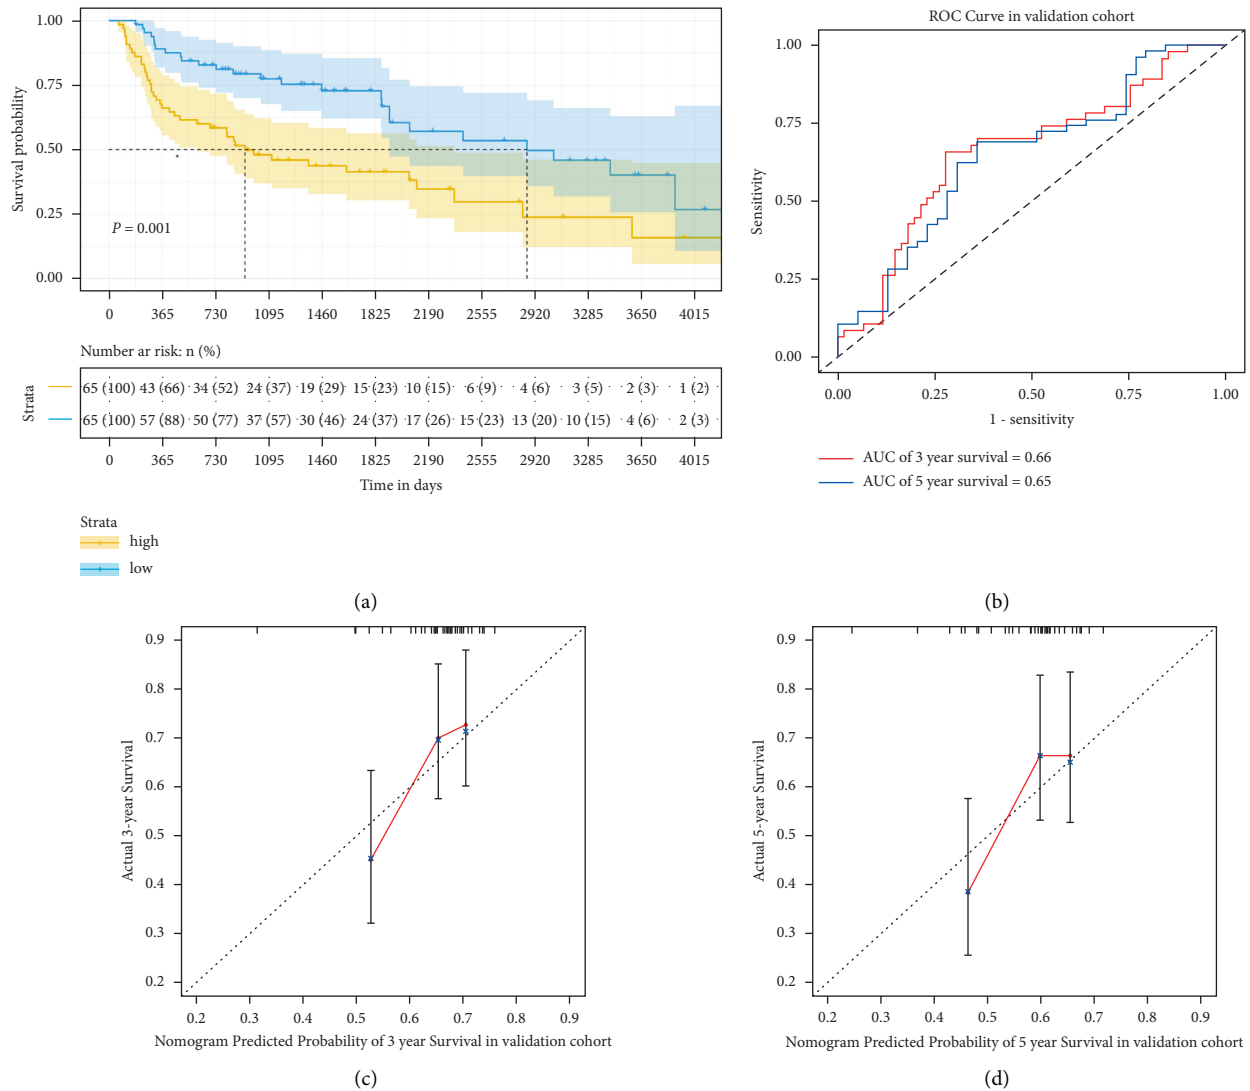 1.00
0.75
0.50
0.25
0.00
Survival probability
P = 0.001
0 365 730 1095 1460 1825 2190 2555 2920 3285 3650 4015
Number ar risk: n (%)
Strata
65 (100) 43 (66) 34 (52) 24 (37) 19 (29) 15 (23) 10 (15) 6 (9) 4 (6) 3 (5) 2 (3) 1 (2)
65 (100) 57 (88) 50 (77) 37 (57) 30 (46) 24 (37) 17 (26) 15 (23) 13 (20) 10 (15) 4 (6) 2 (3)
0 365 730 1095 1460 1825 2190 2555 2920 3285 3650 4015
Time in days
Strata
high
low
(a)
ROC Curve in validation cohort
1.00
0.75
0.50
0.25
0.00
Sensitivity
0.00 0.25 0.50 0.75 1.00
1 - sensitivity
AUC of 3 year survival = 0.66
AUC of 5 year survival = 0.65
(b)
0.9
0.8
0.7
0.6
0.5
0.4
0.3
0.2
Actual 3-year Survival
0.2 0.3 0.4 0.5 0.6 0.7 0.8 0.9
Nomogram Predicted Probability of 3 year Survival in validation cohort
(c)
0.9
0.8
0.7
0.6
0.5
0.4
0.3
0.2
Actual 5-year Survival
0.2 0.3 0.4 0.5 0.6 0.7 0.8 0.9
Nomogram Predicted Probability of 5 year Survival in validation cohort
(d)